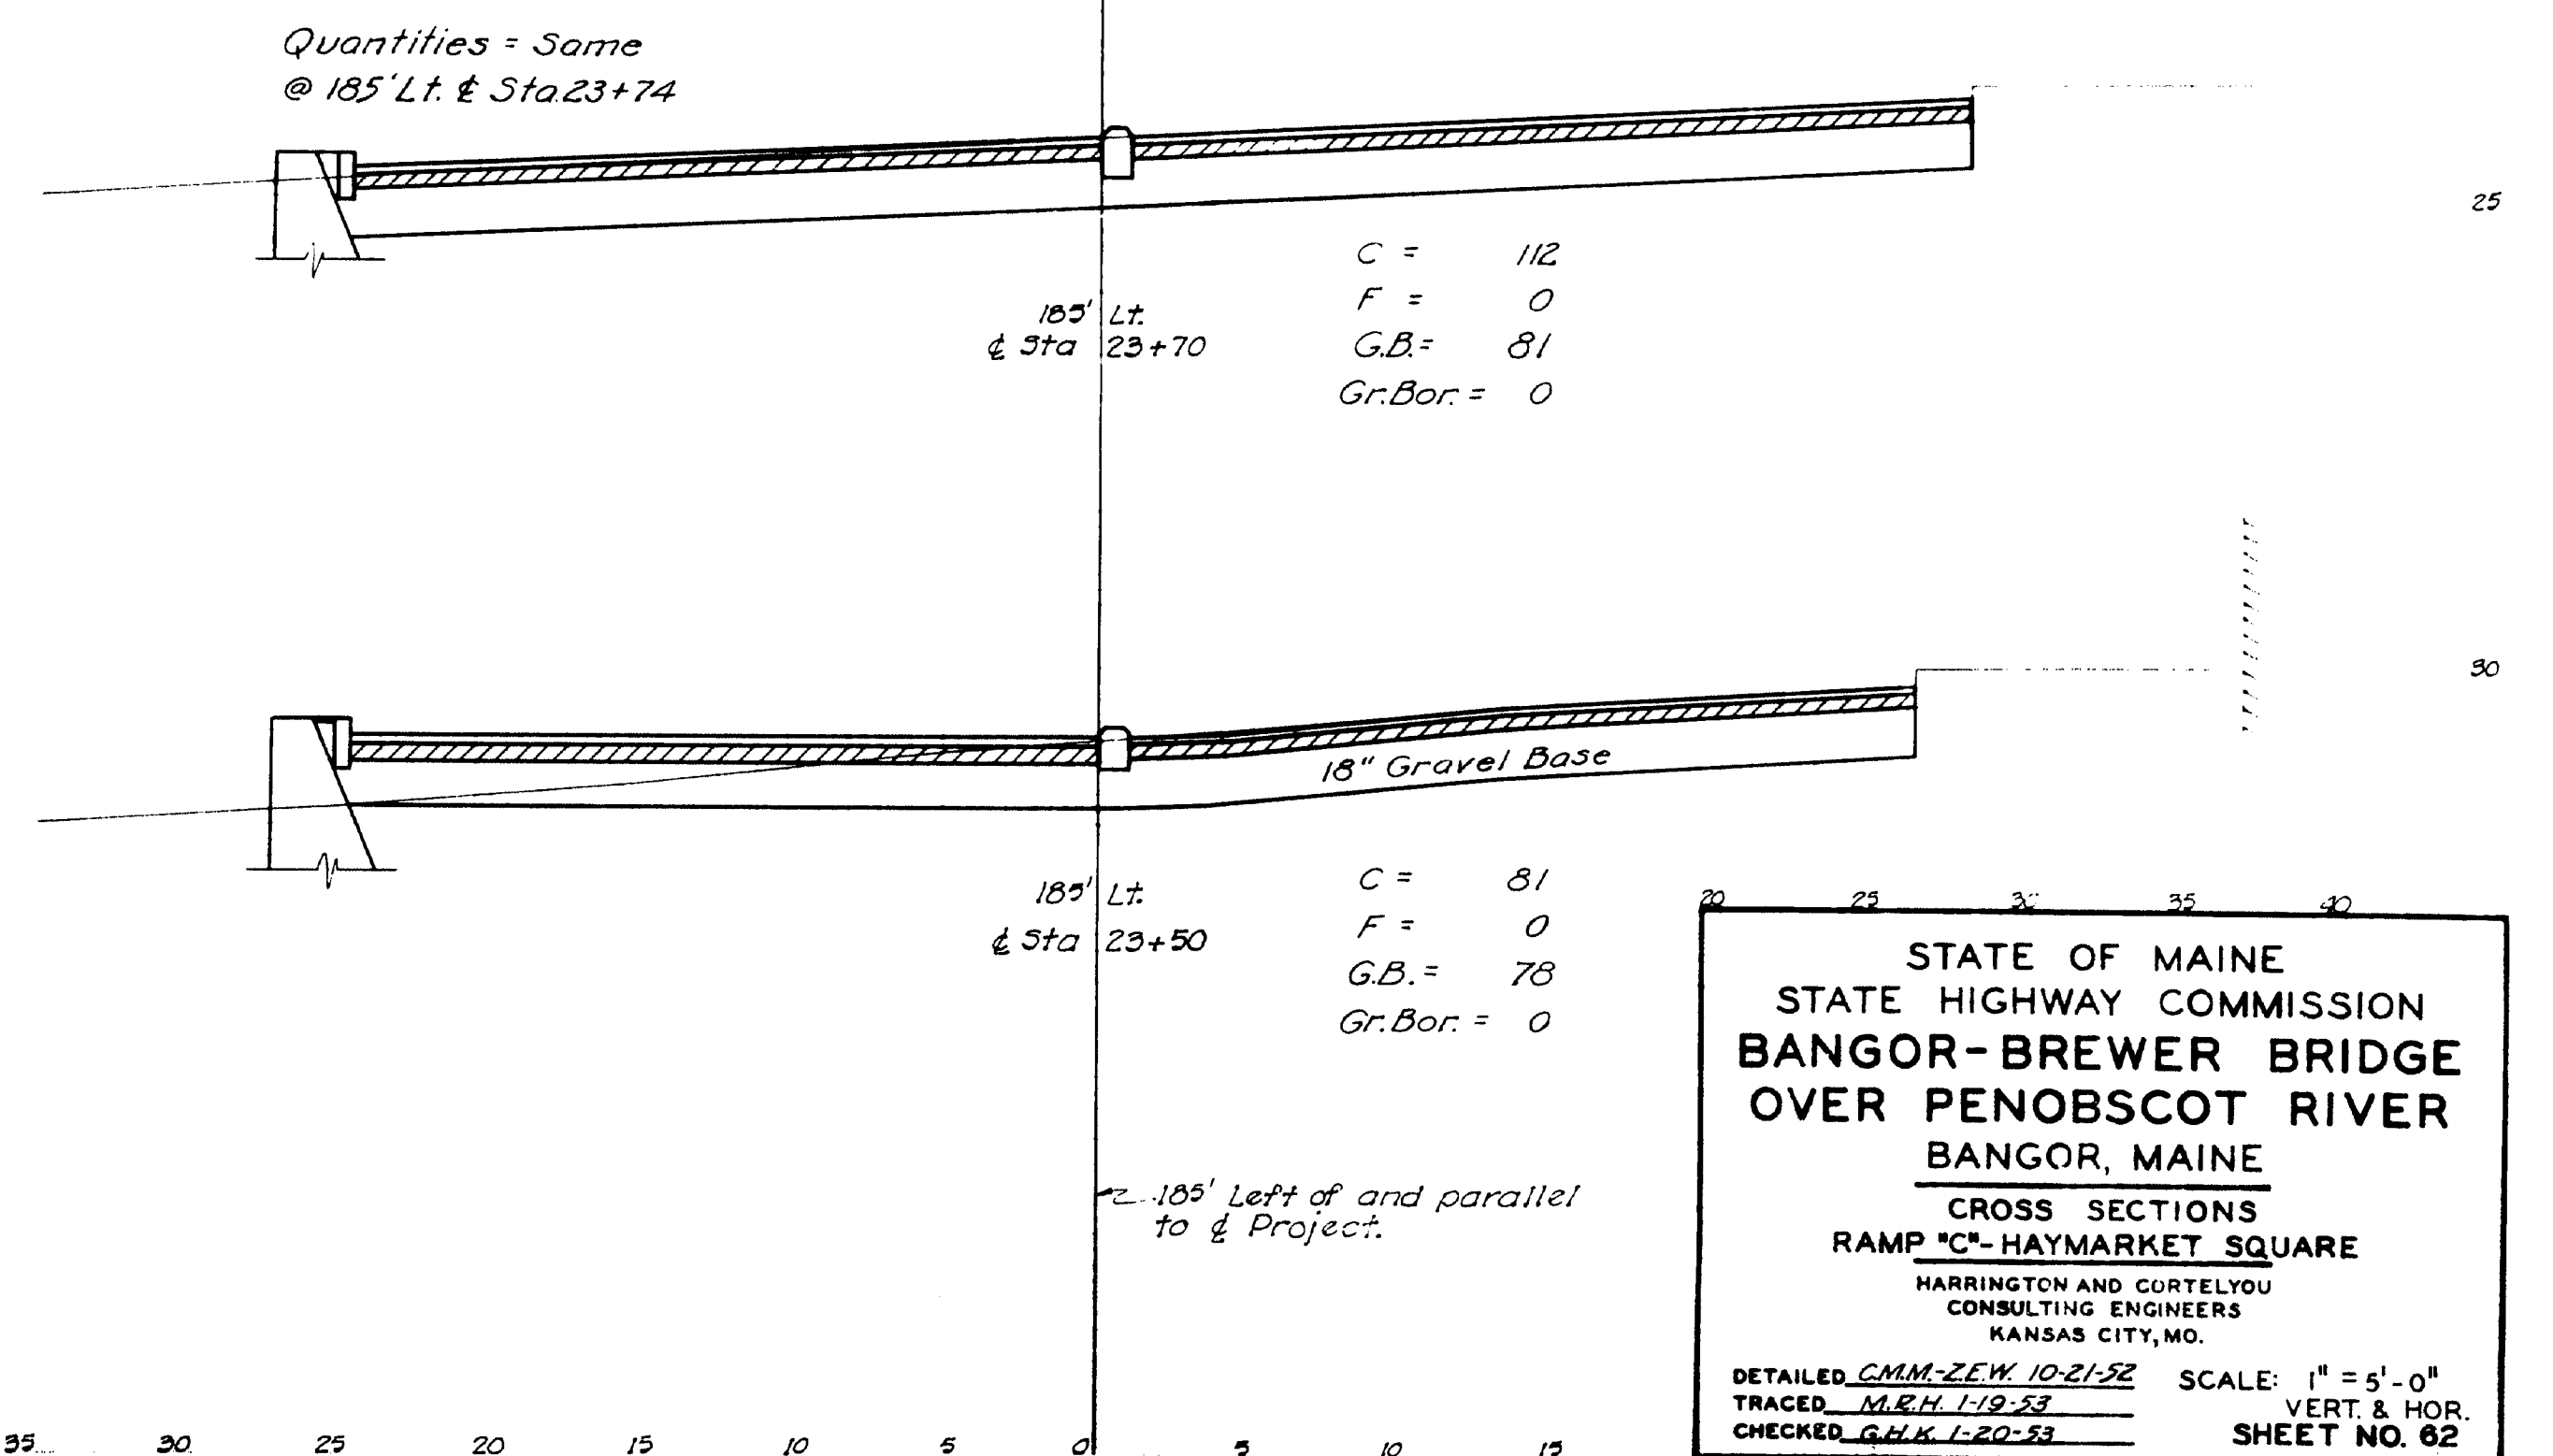 Quantities = Same
@ 185' Lt. ℄ Sta. 23+74
25
C = 112
F = 0
G.B. = 81
Gr. Bor. = 0
185' Lt.
℄ Sta 23+70
30
18" Gravel Base
C = 81
F = 0
G.B. = 78
Gr. Bor. = 0
185' Lt.
℄ Sta 23+50
185' Left of and parallel
to ℄ Project.
20 25 30 35 40
STATE OF MAINE
STATE HIGHWAY COMMISSION
BANGOR-BREWER BRIDGE
OVER PENOBSCOT RIVER
BANGOR, MAINE
CROSS SECTIONS
RAMP "C"- HAYMARKET SQUARE
HARRINGTON AND CORTELYOU
CONSULTING ENGINEERS
KANSAS CITY, MO.
DETAILED C.M.M.-Z.E.W. 10-21-52
TRACED M.R.H. 1-19-53
CHECKED G.H.K. 1-20-53
SCALE: 1" = 5'-0"
VERT. & HOR.
SHEET NO. 62
35 30 25 20 15 10 5 0 5 10 15